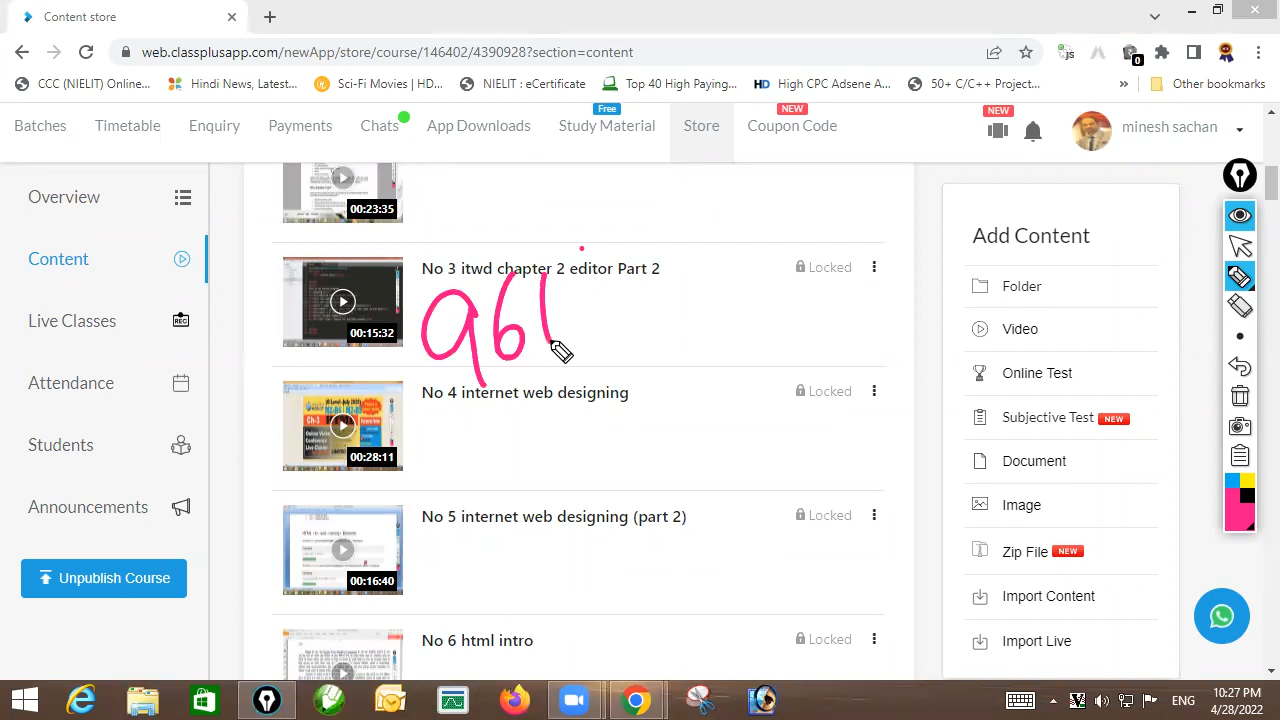 Content store
web.classplusapp.com/newApp/store/course/146402/4390928?section=content
CCC (NIELIT) Online...
Hindi News, Latest...
Sci-Fi Movies | HD...
NIELIT : eCertificate
Top 40 High Paying...
High CPC Adsene A...
50+ C/C++ Project...
»
Other bookmarks
Batches
Timetable
Enquiry
Payments
Chats
App Downloads
Free
Study Material
Store
NEW
Coupon Code
NEW
minesh sachan
Overview
Content
Live Classes
REC
Attendance
Students
Announcements
Unpublish Course
00:23:35
No 3 chapter Part 2
Locked
00:15:32
961
No 4 internet web designing
Locked
00:28:11
No 5 internet web designing (part 2)
Locked
00:16:40
No 6 html intro
Locked
Add Content
Folder
Video
Online Test
Test NEW
Document
Image
File NEW
Import Content
Import Live
ENG
10:27 PM
4/28/2022